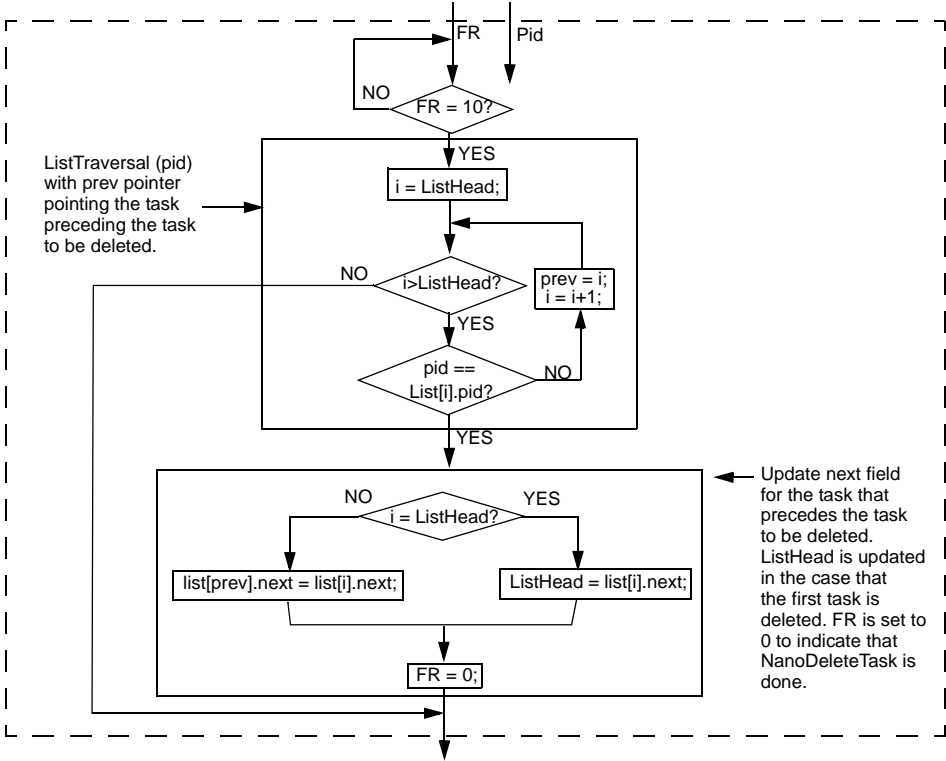 FR
Pid
NO
FR = 10?
YES
ListTraversal (pid)
with prev pointer
pointing the task
preceding the task
to be deleted.
i = ListHead;
NO
i>ListHead?
prev = i;
i = i+1;
YES
pid ==
List[i].pid?
NO
YES
NO
YES
i = ListHead?
list[prev].next = list[i].next;
ListHead = list[i].next;
FR = 0;
Update next field
for the task that
precedes the task
to be deleted.
ListHead is updated
in the case that
the first task is
deleted. FR is set to
0 to indicate that
NanoDeleteTask is
done.